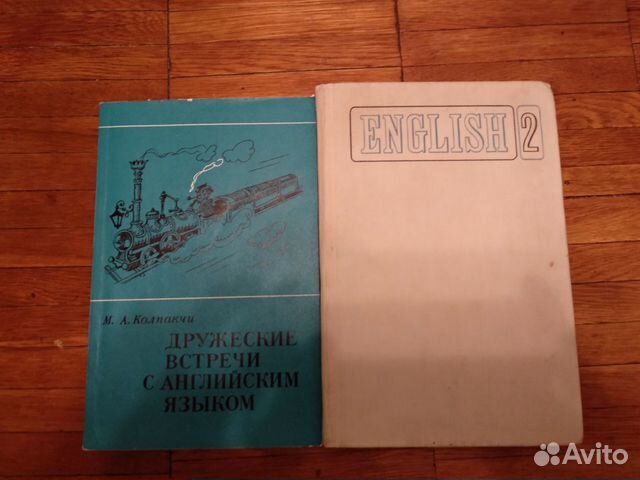 М. А. Колпакчи
ДРУЖЕСКИЕ
ВСТРЕЧИ
С АНГЛИЙСКИМ
ЯЗЫКОМ
ENGLISH 2
Avito